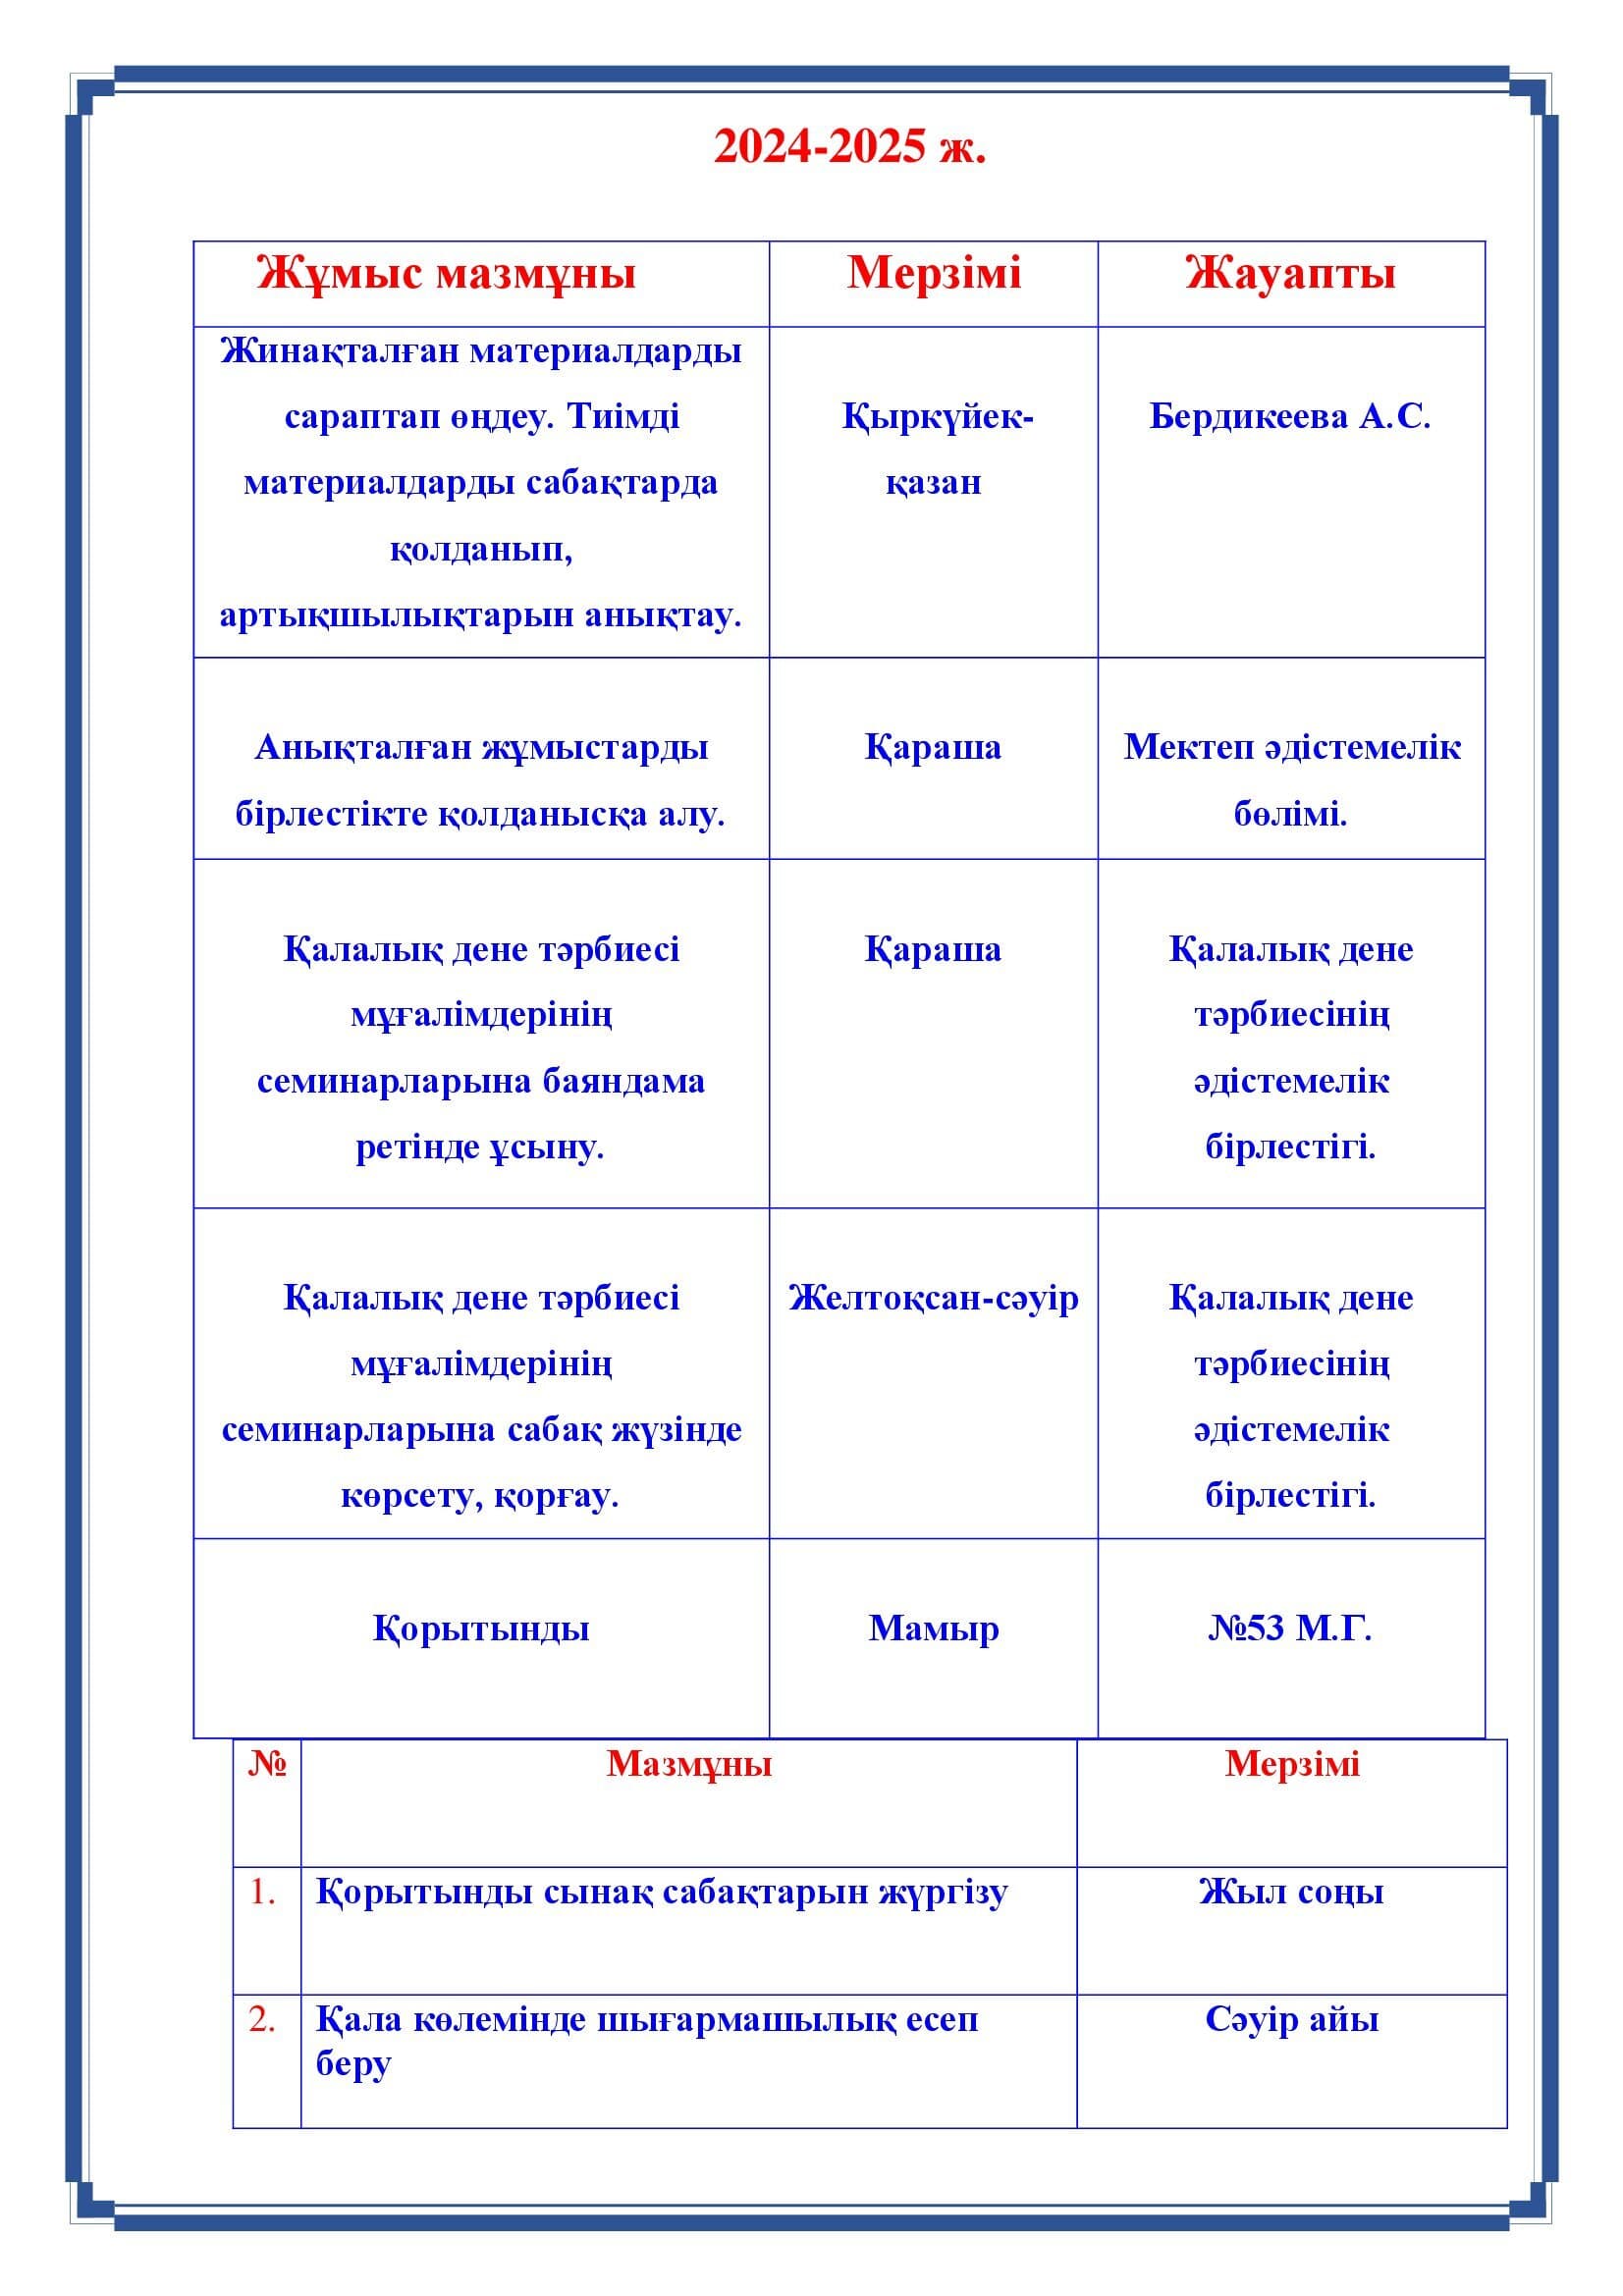 2024-2025 ж.
Жұмыс мазмұны
Мерзімі
Жауапты
Жинақталған материалдарды
сараптап өңдеу. Тиімді
материалдарды сабақтарда
қолданып,
артықшылықтарын анықтау.
Қыркүйек-
қазан
Бердикеева А.С.
Анықталған жұмыстарды
бірлестікте қолданысқа алу.
Қараша
Мектеп әдістемелік
бөлімі.
Қалалық дене тәрбиесі
мұғалімдерінің
семинарларына баяндама
ретінде ұсыну.
Қараша
Қалалық дене
тәрбиесінің
әдістемелік
бірлестігі.
Қалалық дене тәрбиесі
мұғалімдерінің
семинарларына сабақ жүзінде
көрсету, қорғау.
Желтоқсан-сәуір
Қалалық дене
тәрбиесінің
әдістемелік
бірлестігі.
Қорытынды
Мамыр
№53 М.Г.
№
Мазмұны
Мерзімі
1.
Қорытынды сынақ сабақтарын жүргізу
Жыл соңы
2.
Қала көлемінде шығармашылық есеп
беру
Сәуір айы